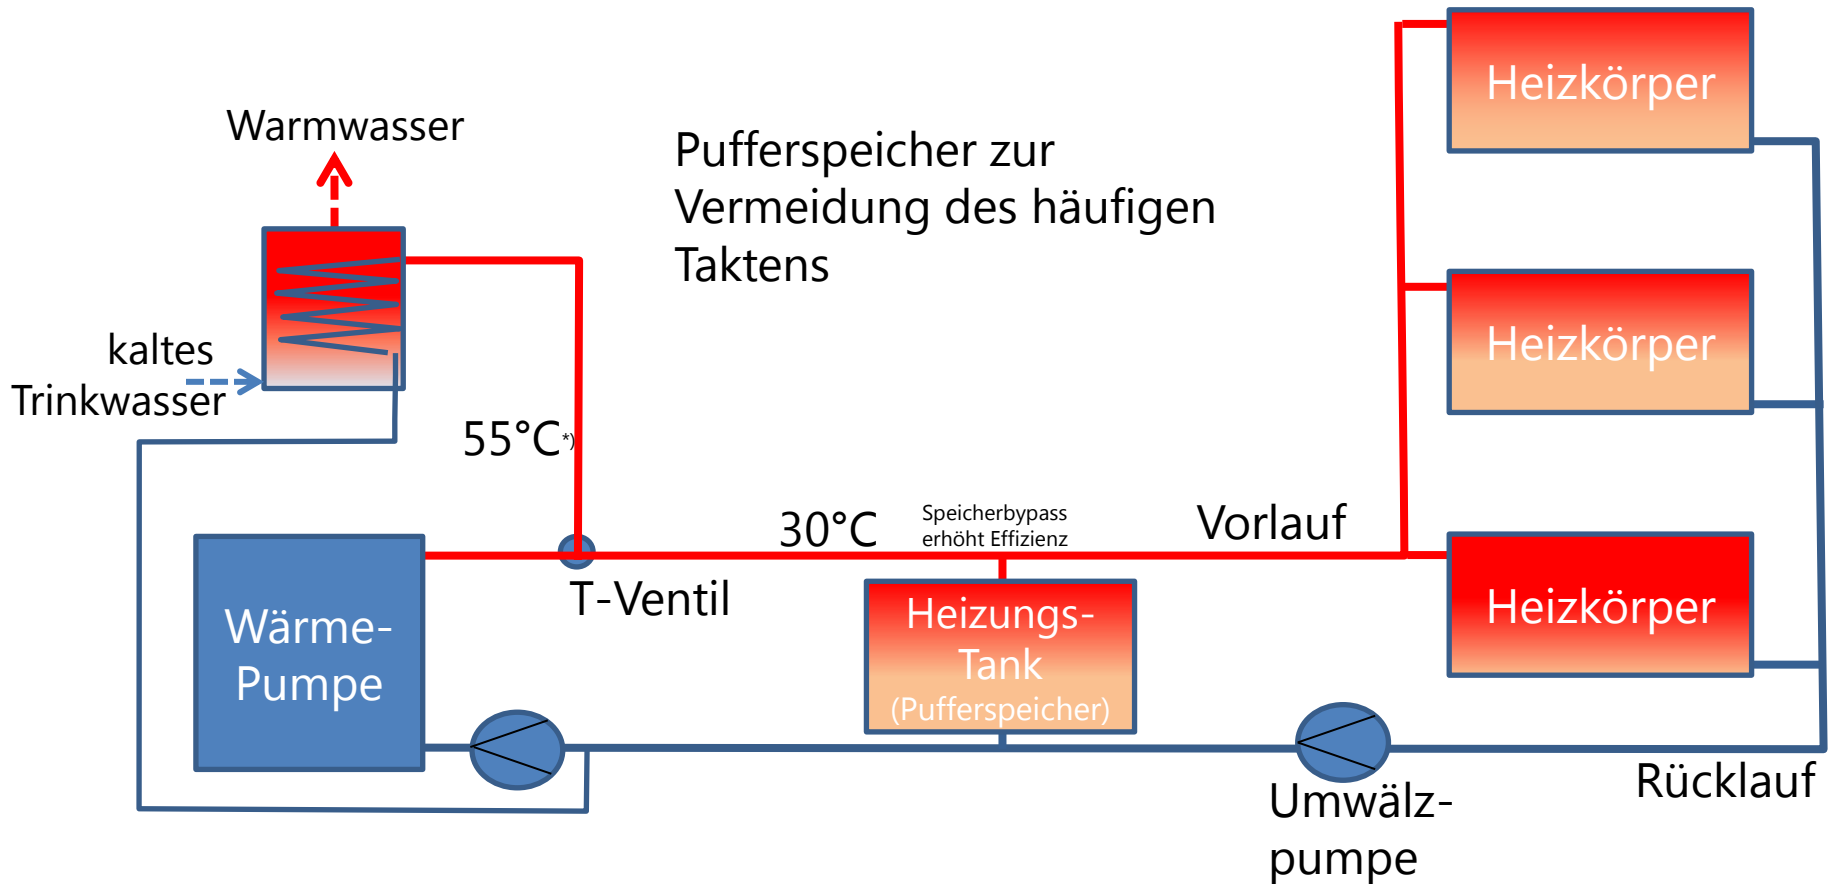 Heizkörper
Warmwasser
Pufferspeicher zur
Vermeidung des häufigen
Taktens
kaltes
Trinkwasser
Heizkörper
55°C*)
30°C
Speicherbypass
erhöht Effizienz
Vorlauf
T-Ventil
Wärme-
Pumpe
Heizungs-
Tank
(Pufferspeicher)
Heizkörper
Umwälz-
pumpe
Rücklauf